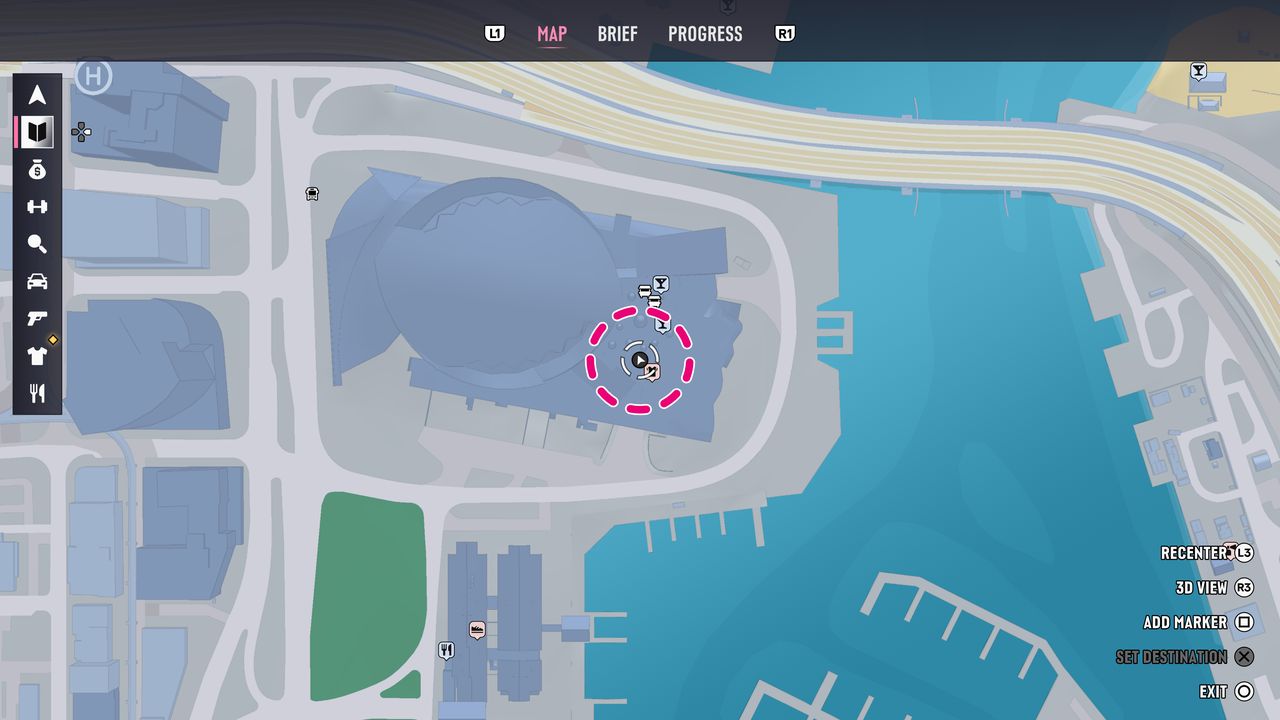 L1 MAP BRIEF PROGRESS R1
H
$
RECENTER L3
3D VIEW R3
ADD MARKER
SET DESTINATION
EXIT